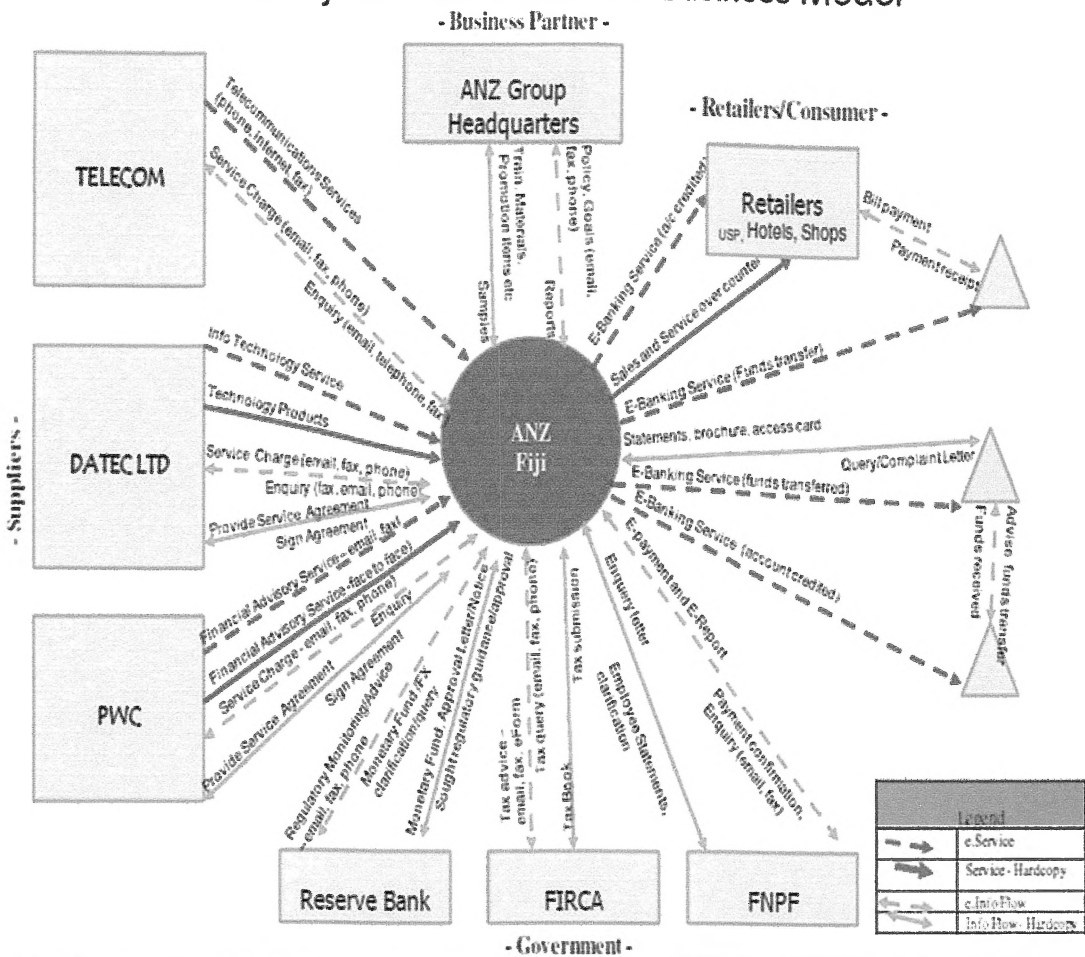 Business Model
- Business Partner -
ANZ Group
Headquarters
- Retailers/Consumer -
TELECOM
Telecommunications Services
(phone, internet, fax)
Service Charge (email, fax, phone)
Enquiry (email, telephone, fax
Train. Materials,
Promotion items etc
Samples
Policy, Goals (email,
fax, phone)
Reports
E-Banking Service (a/c credited)
Retailers
USP, Hotels, Shops
Sales and Service over counter
Bill payment
Payment receipt
E-Banking Service (Funds transfer)
- Suppliers -
DATEC LTD
Info Technology Service
Technology Products
Service Charge (email, fax, phone)
Enquiry (fax, email, phone)
Provide Service Agreement
Sign Agreement
ANZ
Fiji
Statements, brochure, access card
Query/Complaint Letter
E-Banking Service (funds transferred)
E-Banking Service (account credited)
Advise funds transfer
Funds received
PWC
Financial Advisory Service - email, fax)
Financial Advisory Service - face to face)
Service Charge - email, fax, phone)
Enquiry
Provide Service Agreement
Sign Agreement
Regulatory Monitoring/Advice
- email, fax, phone
Monetary Fund /FX
clarification/query
Monetary Fund, Approval Letter/Notice
Sought regulatory guidance/approval
Tax advice -
email, fax, eForm
Tax query (email, fax, phone)
Tax Book
Tax submission
Enquiry letter
Employee Statements,
clarification
E-payment and E-Report
Payment confirmation,
Enquiry (email, fax)
Reserve Bank
FIRCA
FNPF
- Government -
Legend
e.Service
Service - Hardcopy
e.Info Flow
Info Flow - Hardcopy